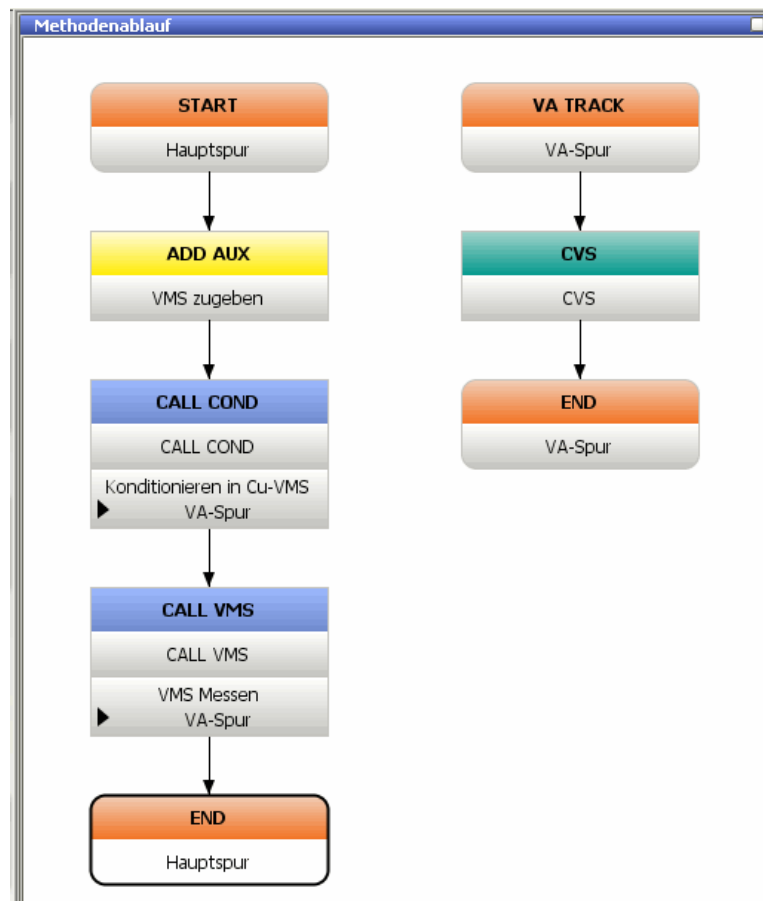 Methodenablauf
START
Hauptspur
ADD AUX
VMS zugeben
CALL COND
CALL COND
Konditionieren in Cu-VMS
VA-Spur
CALL VMS
CALL VMS
VMS Messen
VA-Spur
END
Hauptspur
VA TRACK
VA-Spur
CVS
CVS
END
VA-Spur